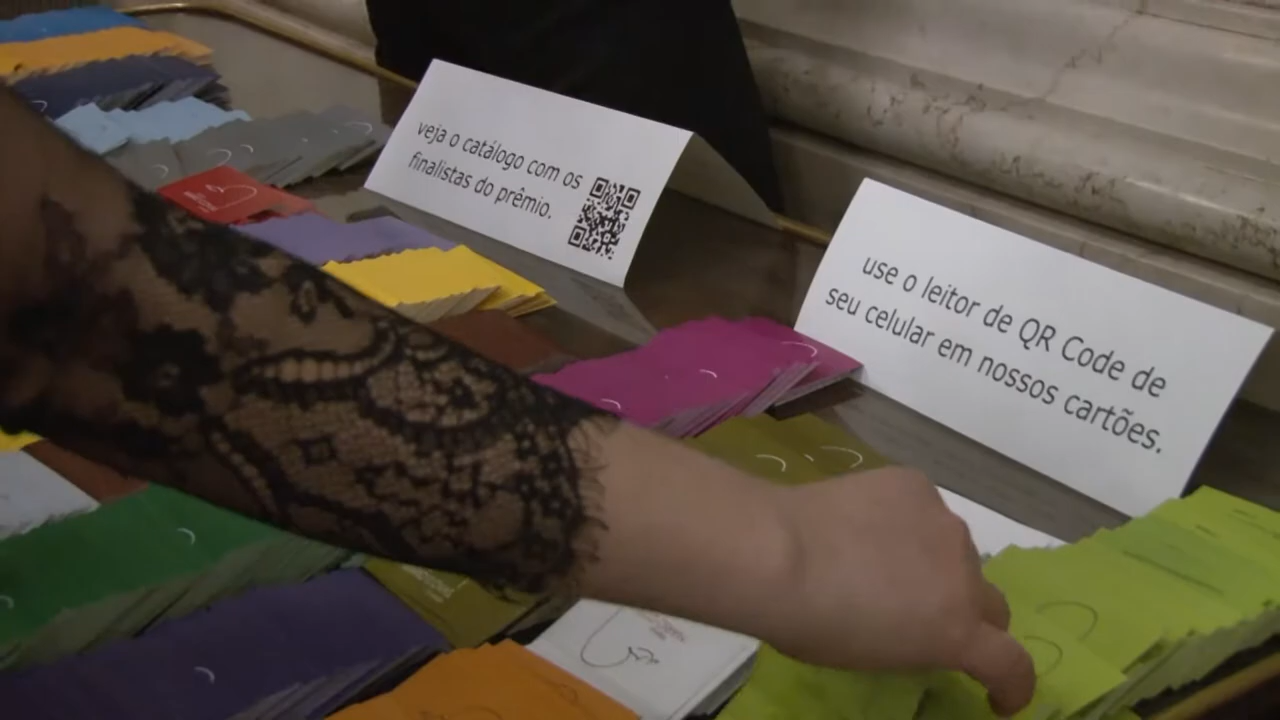 veja o catálogo com os
finalistas do prêmio.
use o leitor de QR Code de
seu celular em nossos cartões.